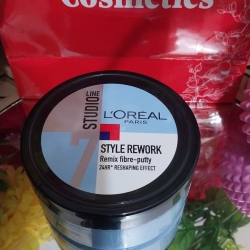 Cosmetics
STUDIO LINE
7
L'ORÉAL
PARIS
STYLE REWORK
Remix fibre-putty
24HR* RESHAPING EFFECT